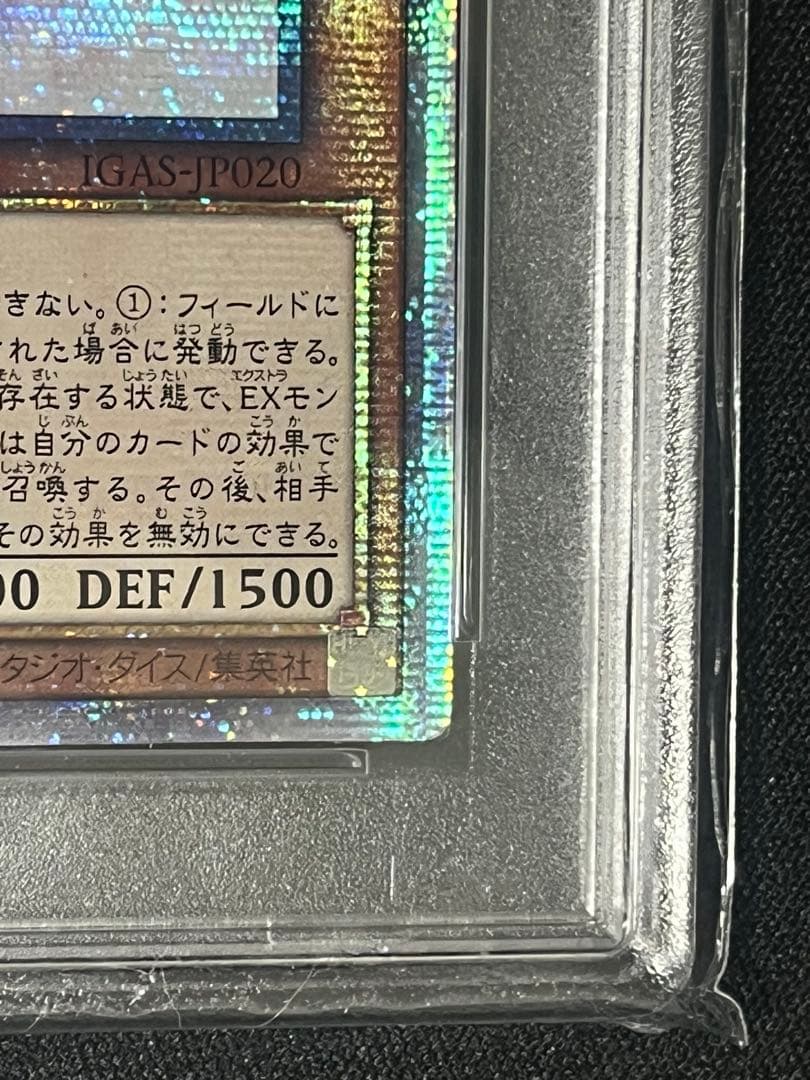 IGAS-JP020
きない。①:フィールドに
された場合に発動できる。
存在する状態で、EXモン
は自分のカードの効果で
召喚する。その後、相手
その効果を無効にできる。
00 DEF/1500
タジオ・ダイス/集英社